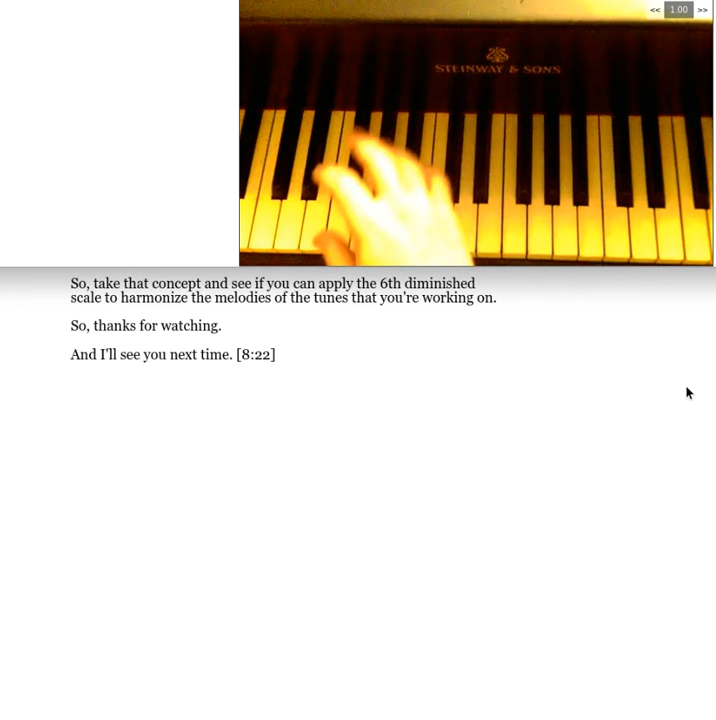 << 1.00 >>
STEINWAY & SONS
So, take that concept and see if you can apply the 6th diminished
scale to harmonize the melodies of the tunes that you're working on.
So, thanks for watching.
And I'll see you next time. [8:22]